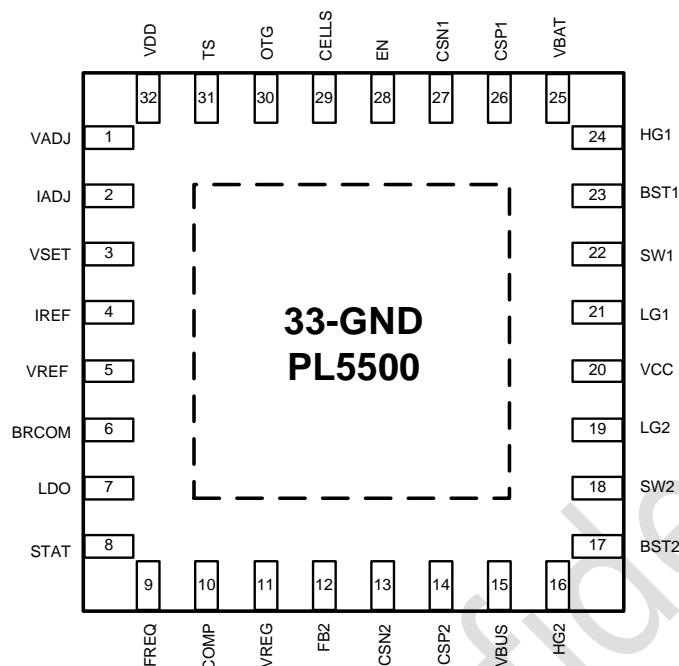 VDD TS OTG CELLS EN CSN1 CSP1 VBAT
32 31 30 29 28 27 26 25
VADJ 1 24 HG1
IADJ 2 23 BST1
VSET 3 22 SW1
IREF 4 21 LG1
33-GND
PL5500
VREF 5 20 VCC
BRCOM 6 19 LG2
LDO 7 18 SW2
STAT 8 17 BST2
9 10 11 12 13 14 15 16
FREQ COMP VREG FB2 CSN2 CSP2 VBUS HG2
fide